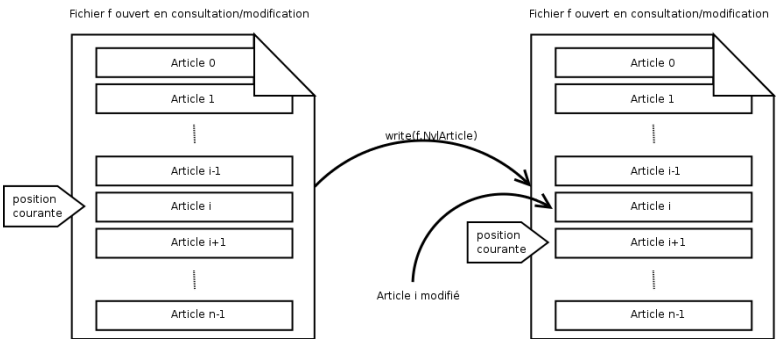 Fichier f ouvert en consultation/modification
Article 0
Article 1
Article i-1
Article i
Article i+1
Article n-1
position
courante
write(f,NvlArticle)
Article i modifié
Fichier f ouvert en consultation/modification
Article 0
Article 1
Article i-1
Article i
Article i+1
Article n-1
position
courante